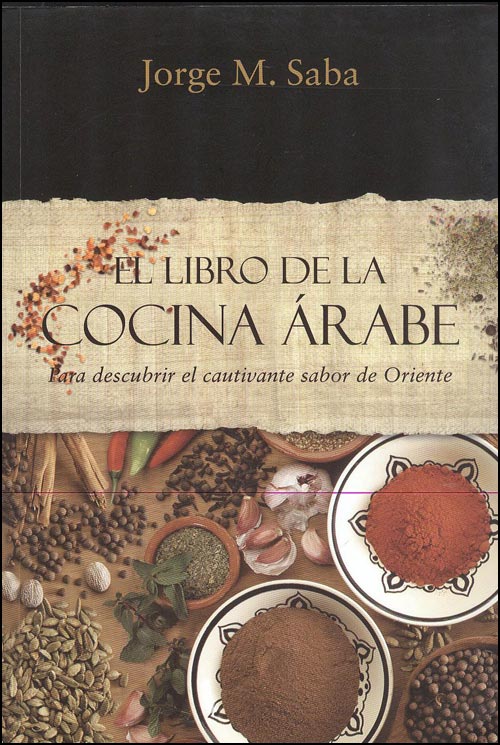 Jorge M. Saba
EL LIBRO DE LA
COCINA ÁRABE
Para descubrir el cautivante sabor de Oriente